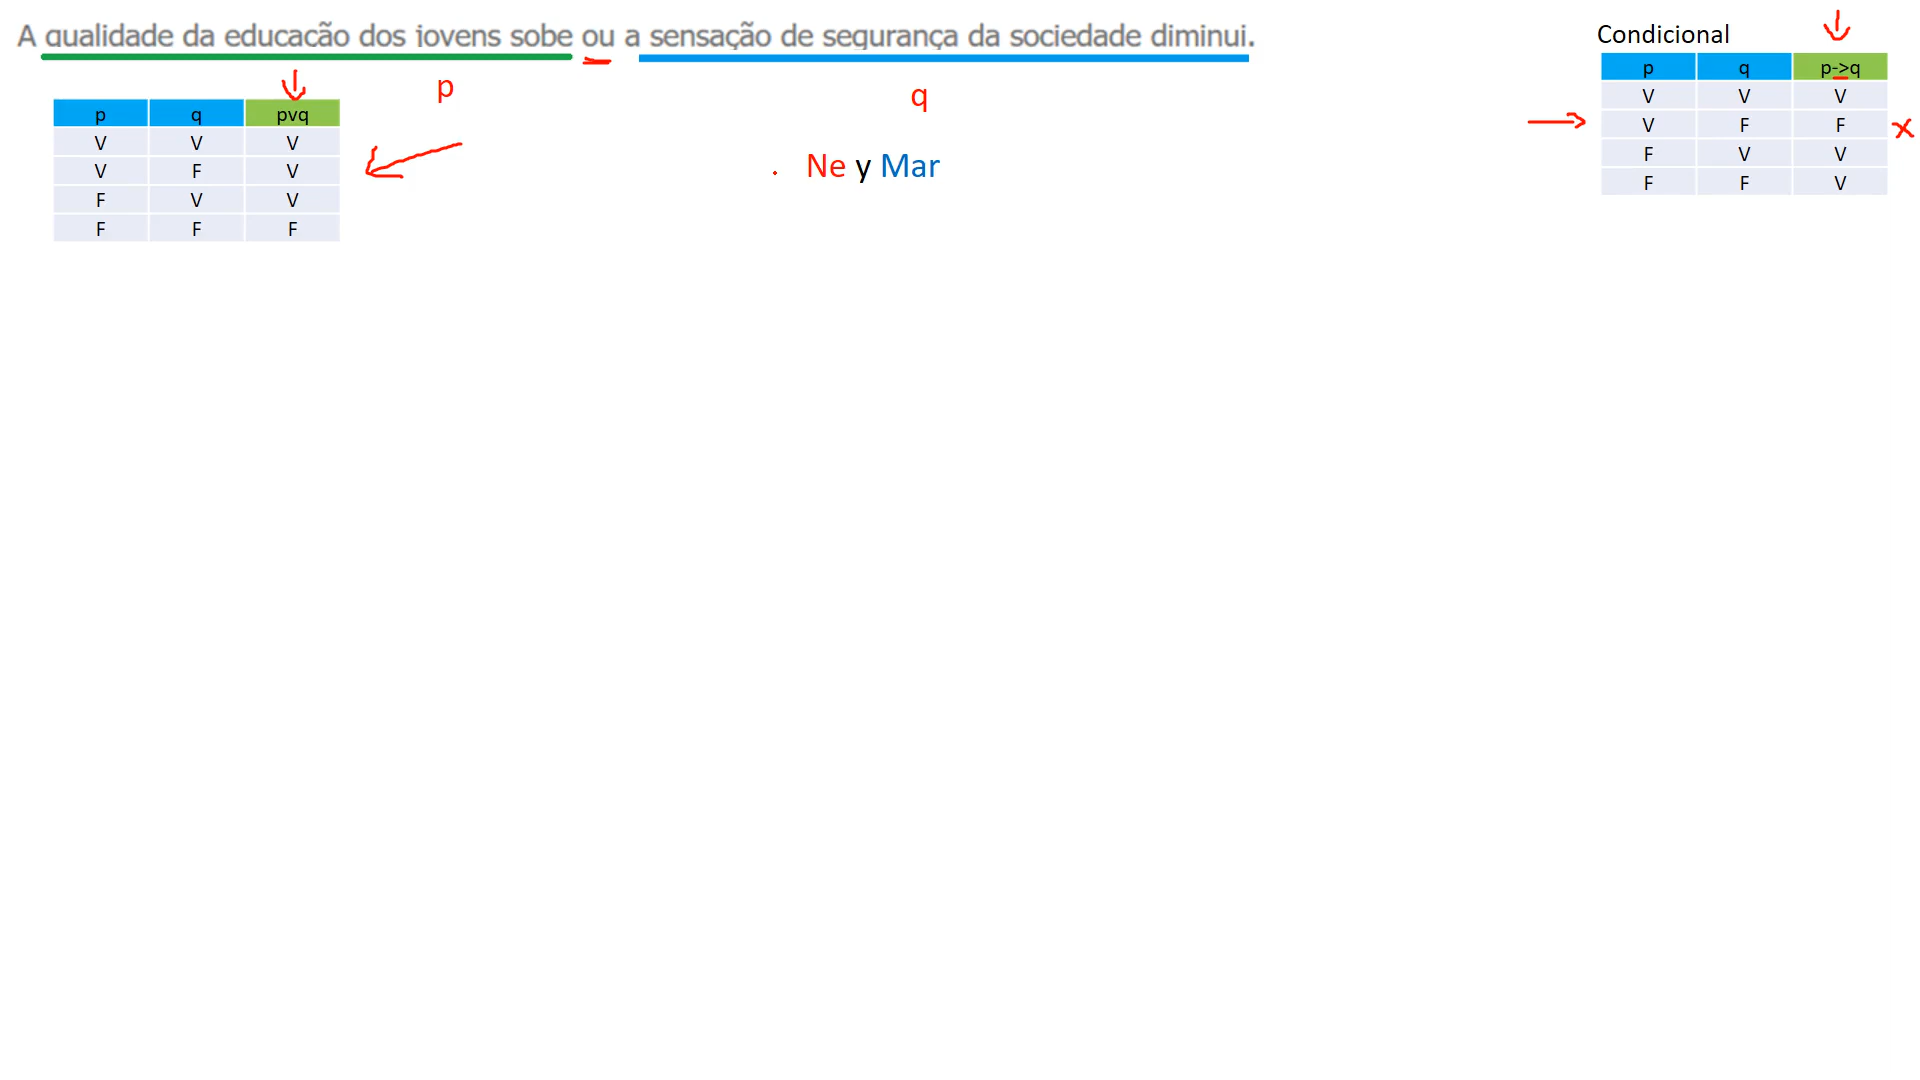 A qualidade da educação dos jovens sobe ou a sensação de segurança da sociedade diminui.
p
q
p q pvq
V V V
V F V
F V V
F F F
Ne y Mar
Condicional
p q p->q
V V V
V F F
F V V
F F V